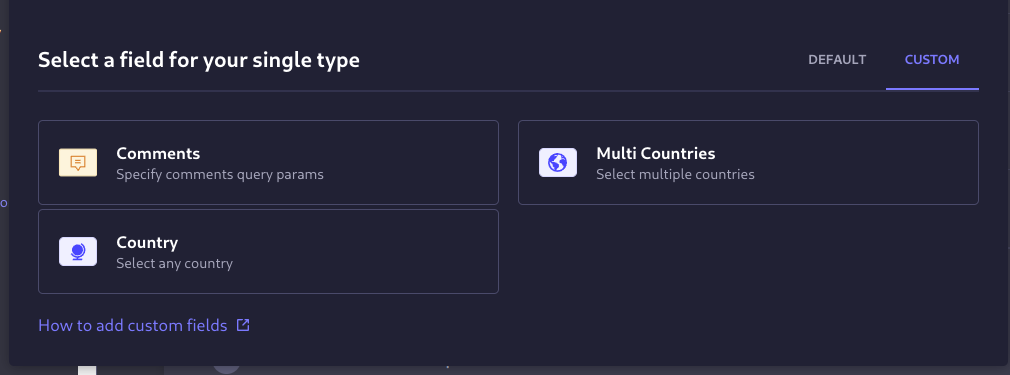 Select a field for your single type
DEFAULT
CUSTOM
Comments
Specify comments query params
Multi Countries
Select multiple countries
Country
Select any country
How to add custom fields